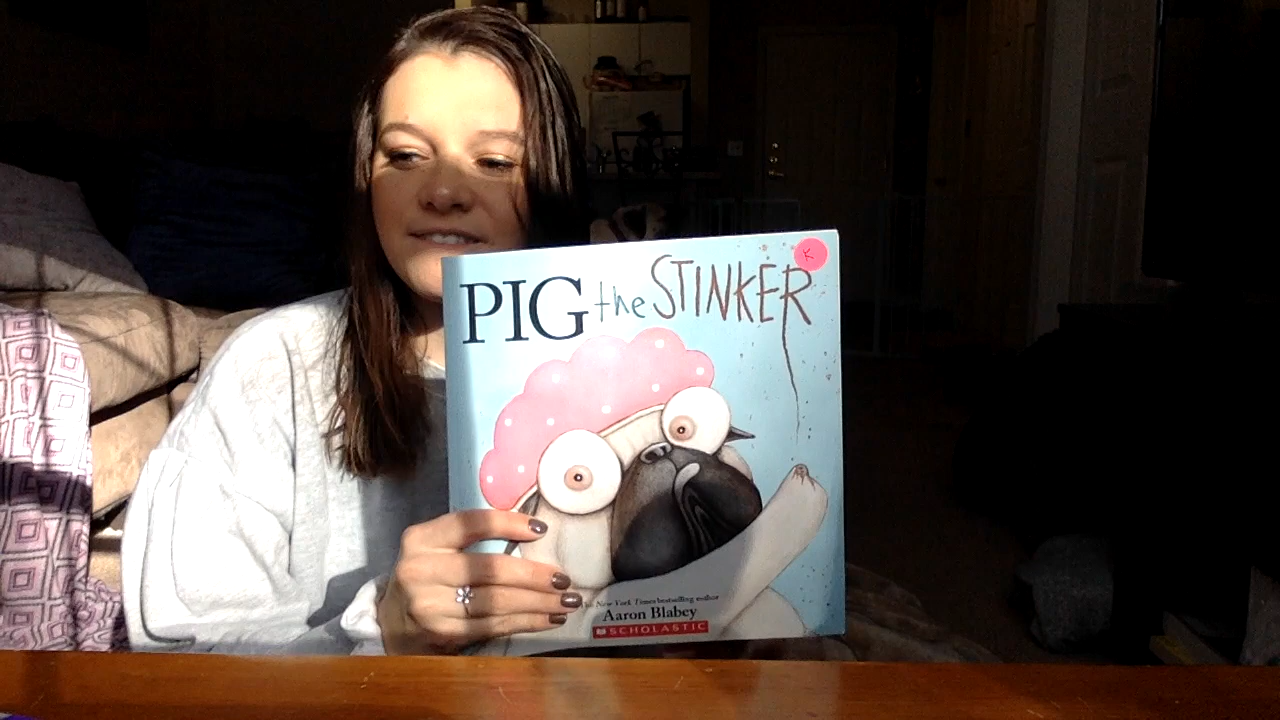 PIG the STINKER
K
New York Times bestselling author
Aaron Blabey
SCHOLASTIC